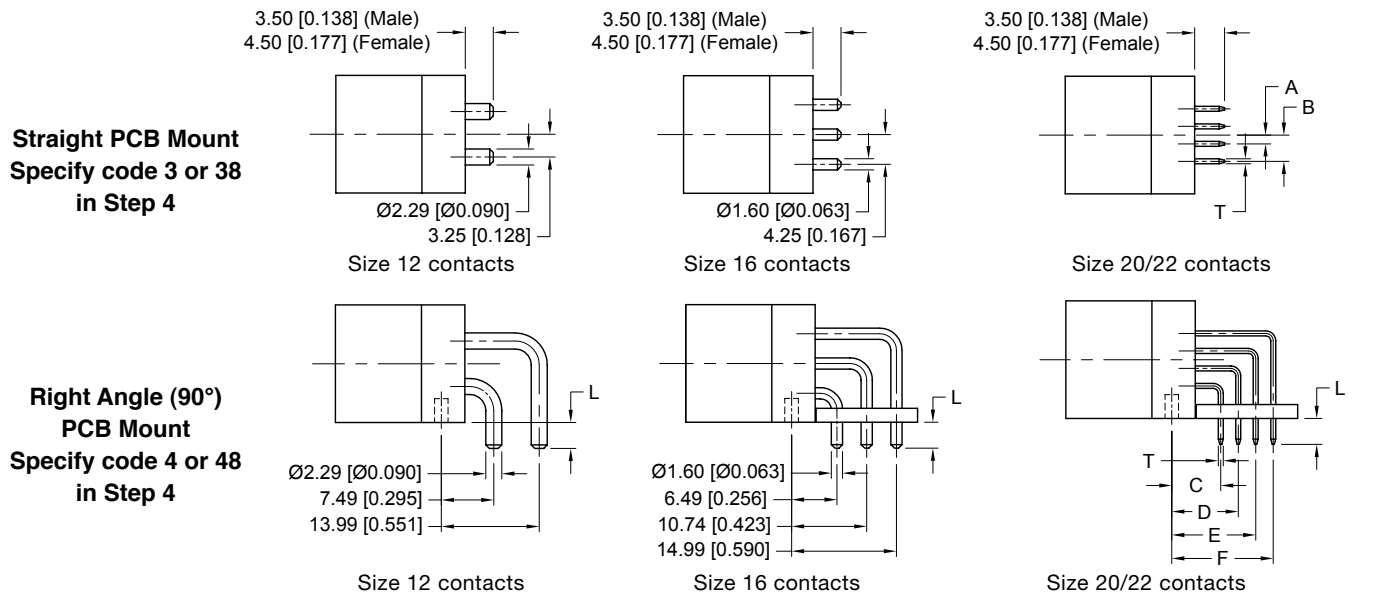 3.50 [0.138] (Male)
4.50 [0.177] (Female)
3.50 [0.138] (Male)
4.50 [0.177] (Female)
3.50 [0.138] (Male)
4.50 [0.177] (Female)
Straight PCB Mount
Specify code 3 or 38
in Step 4
Ø2.29 [Ø0.090]
3.25 [0.128]
Size 12 contacts
Ø1.60 [Ø0.063]
4.25 [0.167]
Size 16 contacts
A
B
T
Size 20/22 contacts
Right Angle (90°)
PCB Mount
Specify code 4 or 48
in Step 4
L
Ø2.29 [Ø0.090]
7.49 [0.295]
13.99 [0.551]
Size 12 contacts
L
Ø1.60 [Ø0.063]
6.49 [0.256]
10.74 [0.423]
14.99 [0.590]
Size 16 contacts
L
T
C
D
E
F
Size 20/22 contacts